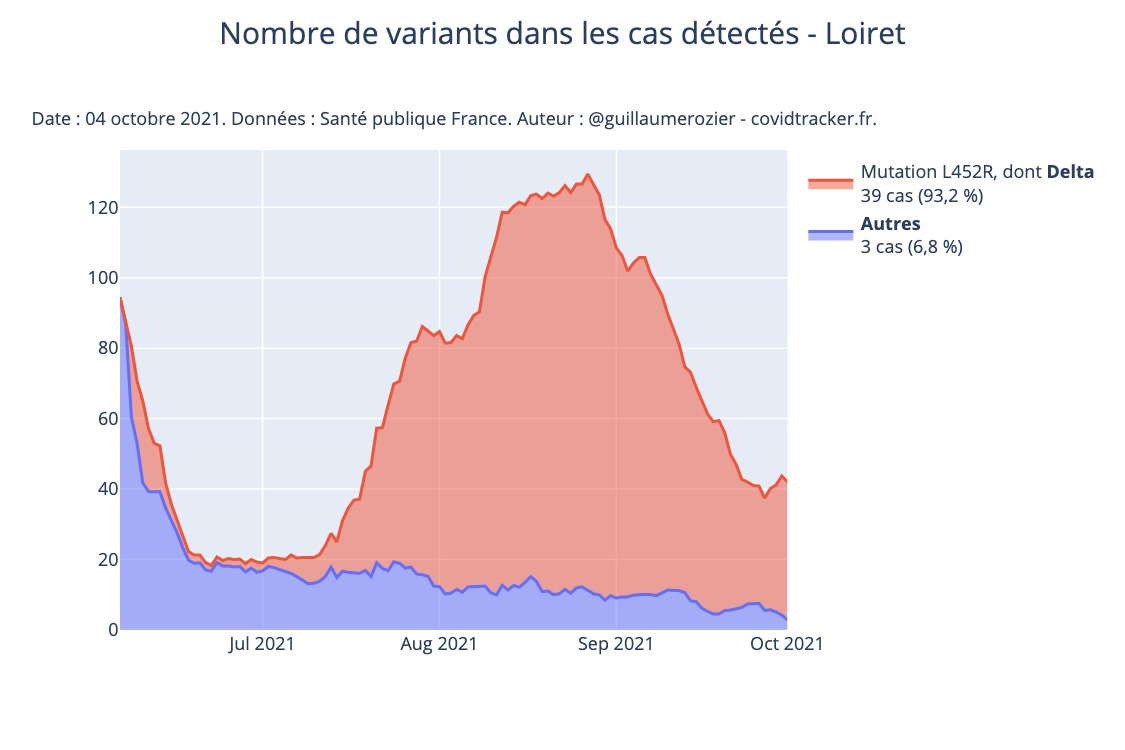 Nombre de variants dans les cas détectés - Loiret
Date : 04 octobre 2021. Données : Santé publique France. Auteur : @guillaumerozier - covidtracker.fr.
Mutation L452R, dont Delta
39 cas (93,2 %)
Autres
3 cas (6,8 %)
120
100
80
60
40
20
0
Jul 2021 Aug 2021 Sep 2021 Oct 2021